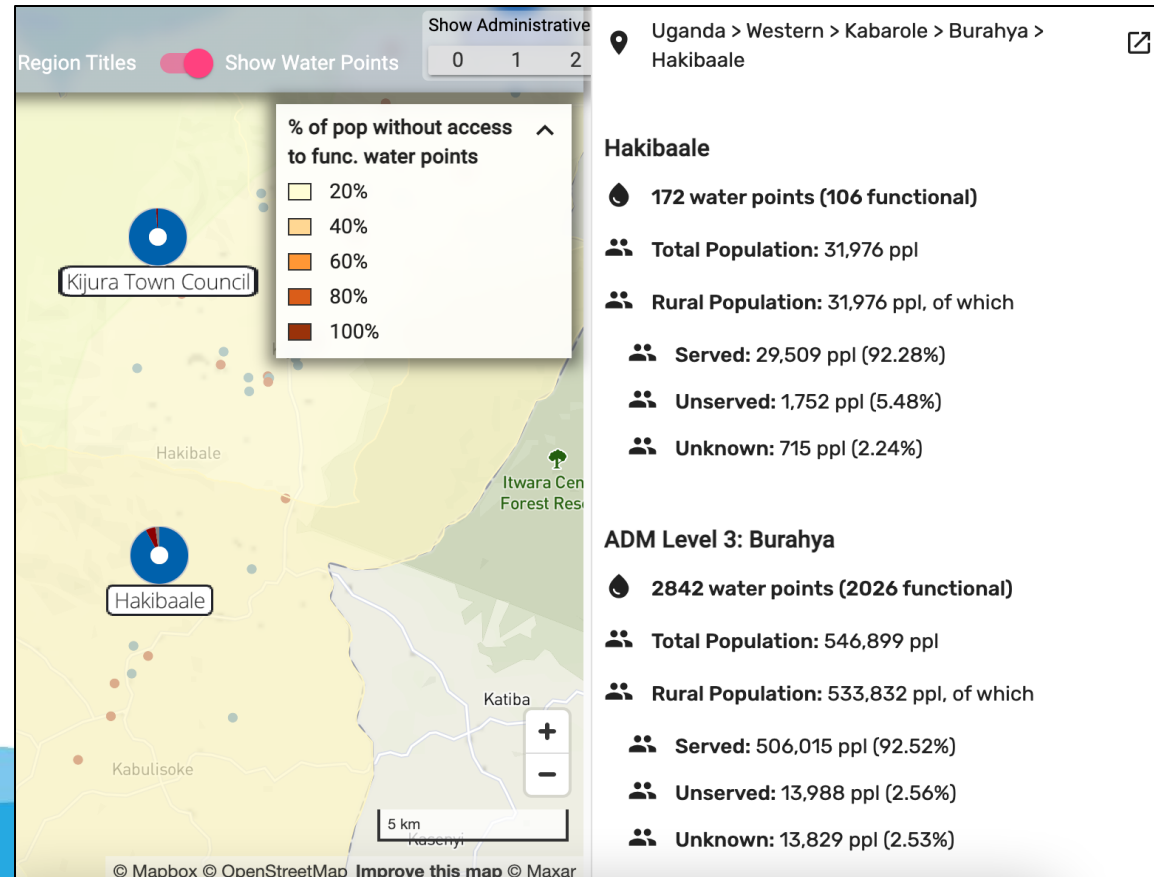 Show Administrative
Region Titles
Show Water Points
0 1 2
% of pop without access
to func. water points
20%
40%
60%
80%
100%
Kijura Town Council
Hakibale
Itwara Cen
Forest Res
Hakibaale
Katiba
Kabulisoke
+
−
5 km
Kasenyi
© Mapbox © OpenStreetMap Improve this map © Maxar
Uganda > Western > Kabarole > Burahya >
Hakibaale
Hakibaale
172 water points (106 functional)
Total Population: 31,976 ppl
Rural Population: 31,976 ppl, of which
Served: 29,509 ppl (92.28%)
Unserved: 1,752 ppl (5.48%)
Unknown: 715 ppl (2.24%)
ADM Level 3: Burahya
2842 water points (2026 functional)
Total Population: 546,899 ppl
Rural Population: 533,832 ppl, of which
Served: 506,015 ppl (92.52%)
Unserved: 13,988 ppl (2.56%)
Unknown: 13,829 ppl (2.53%)